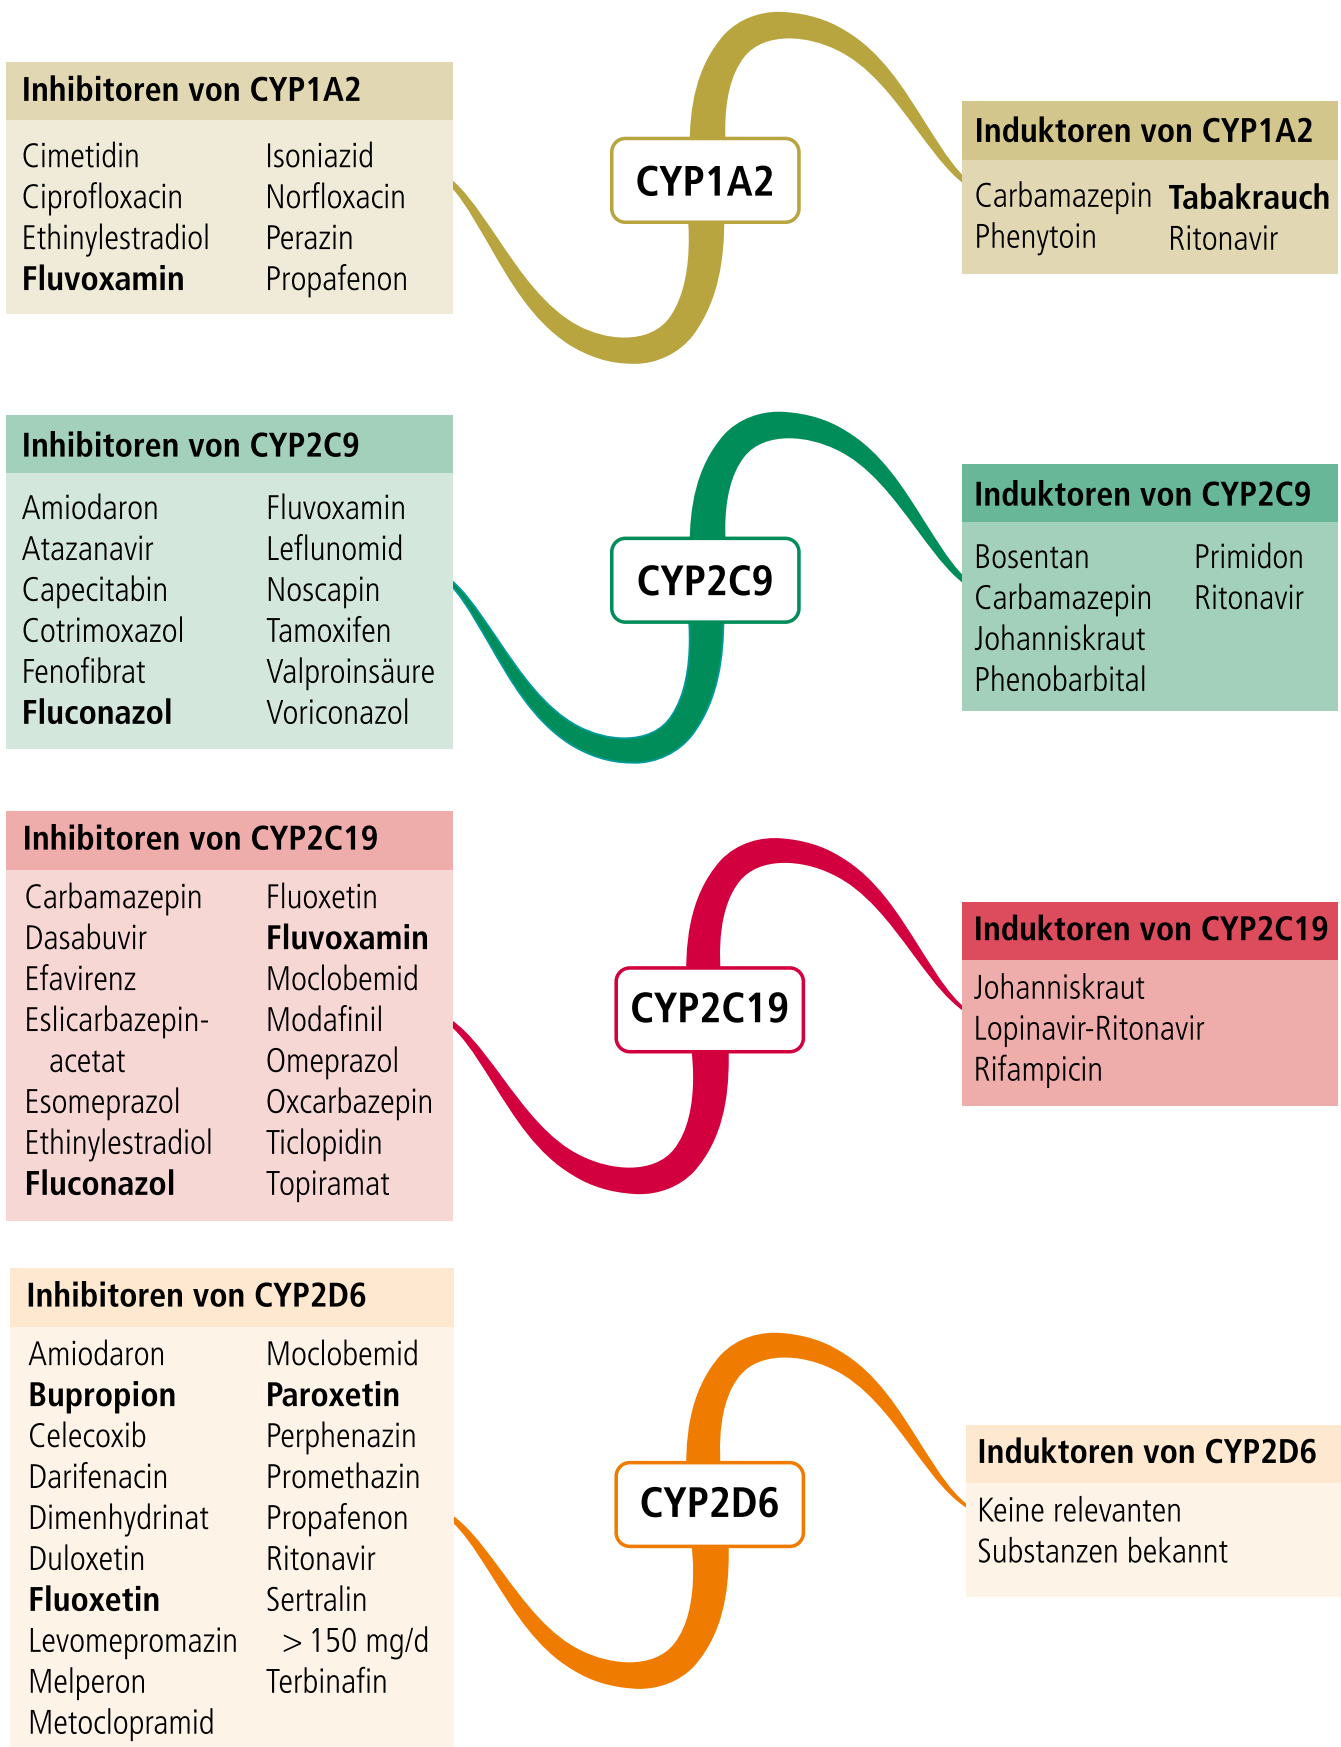 Inhibitoren von CYP1A2
Cimetidin
Ciprofloxacin
Ethinylestradiol
Fluvoxamin
Isoniazid
Norfloxacin
Perazin
Propafenon
CYP1A2
Induktoren von CYP1A2
Carbamazepin
Phenytoin
Tabakrauch
Ritonavir
Inhibitoren von CYP2C9
Amiodaron
Atazanavir
Capecitabin
Cotrimoxazol
Fenofibrat
Fluconazol
Fluvoxamin
Leflunomid
Noscapin
Tamoxifen
Valproinsäure
Voriconazol
CYP2C9
Induktoren von CYP2C9
Bosentan
Carbamazepin
Johanniskraut
Phenobarbital
Primidon
Ritonavir
Inhibitoren von CYP2C19
Carbamazepin
Dasabuvir
Efavirenz
Eslicarbazepin-
acetat
Esomeprazol
Ethinylestradiol
Fluconazol
Fluoxetin
Fluvoxamin
Moclobemid
Modafinil
Omeprazol
Oxcarbazepin
Ticlopidin
Topiramat
CYP2C19
Induktoren von CYP2C19
Johanniskraut
Lopinavir-Ritonavir
Rifampicin
Inhibitoren von CYP2D6
Amiodaron
Bupropion
Celecoxib
Darifenacin
Dimenhydrinat
Duloxetin
Fluoxetin
Levomepromazin
Melperon
Metoclopramid
Moclobemid
Paroxetin
Perphenazin
Promethazin
Propafenon
Ritonavir
Sertralin
> 150 mg/d
Terbinafin
CYP2D6
Induktoren von CYP2D6
Keine relevanten
Substanzen bekannt